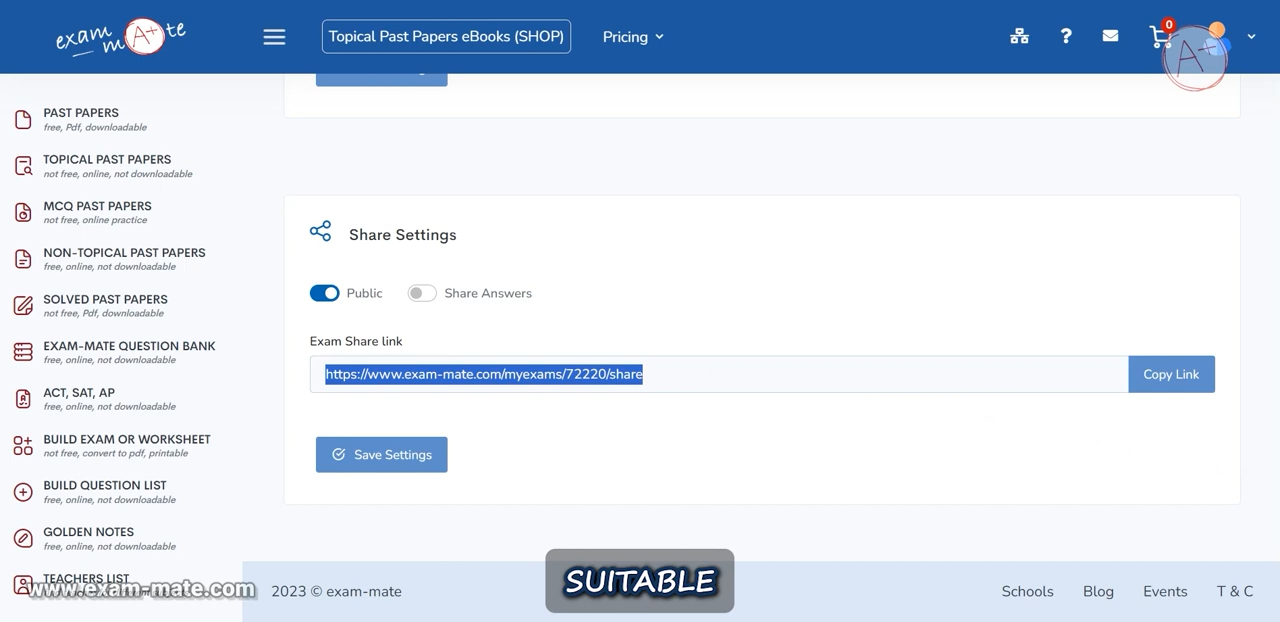 exam mAte
Topical Past Papers eBooks (SHOP)
Pricing
0
A+
PAST PAPERS
free, Pdf, downloadable
TOPICAL PAST PAPERS
not free, online, not downloadable
MCQ PAST PAPERS
not free, online practice
NON-TOPICAL PAST PAPERS
free, online, not downloadable
SOLVED PAST PAPERS
not free, Pdf, downloadable
EXAM-MATE QUESTION BANK
free, online, not downloadable
ACT, SAT, AP
free, online, not downloadable
BUILD EXAM OR WORKSHEET
not free, convert to pdf, printable
BUILD QUESTION LIST
free, online, not downloadable
GOLDEN NOTES
free, online, not downloadable
TEACHERS LIST
www.exam-mate.com
Share Settings
Public
Share Answers
Exam Share link
https://www.exam-mate.com/myexams/72220/share
Copy Link
Save Settings
SUITABLE
2023 © exam-mate
Schools
Blog
Events
T & C